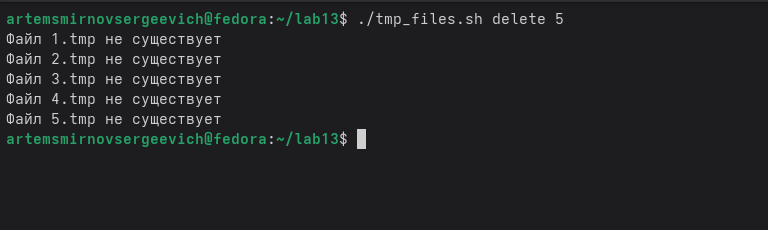 artemsmirnovsergeevich@fedora:~/lab13$ ./tmp_files.sh delete 5
Файл 1.tmp не существует
Файл 2.tmp не существует
Файл 3.tmp не существует
Файл 4.tmp не существует
Файл 5.tmp не существует
artemsmirnovsergeevich@fedora:~/lab13$